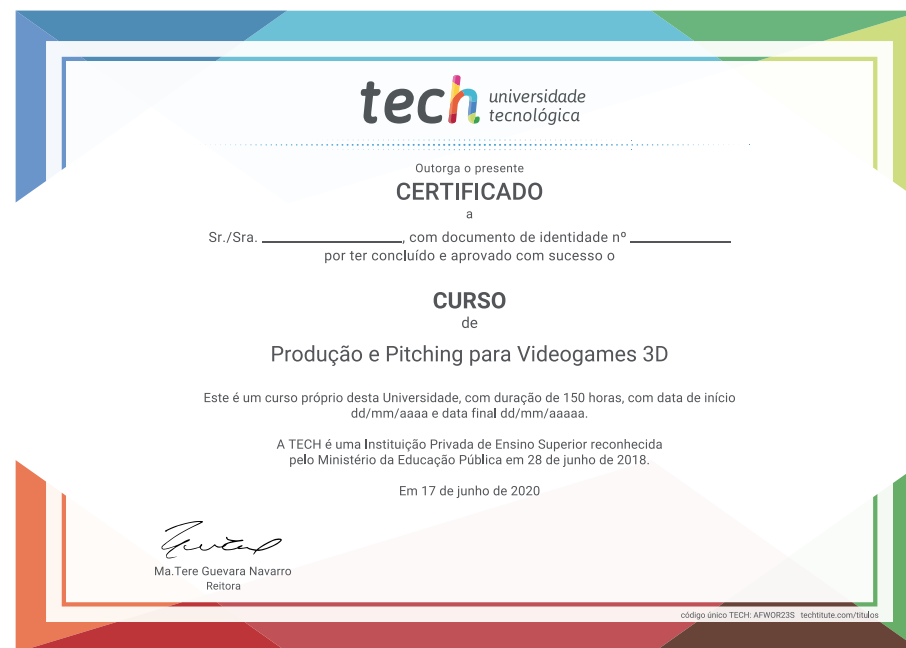 tech universidade
tecnológica
Outorga o presente
CERTIFICADO
a
Sr./Sra. ____________, com documento de identidade nº ____________
por ter concluído e aprovado com sucesso o
CURSO
de
Produção e Pitching para Videogames 3D
Este é um curso próprio desta Universidade, com duração de 150 horas, com data de início
dd/mm/aaaa e data final dd/mm/aaaaa.
A TECH é uma Instituição Privada de Ensino Superior reconhecida
pelo Ministério da Educação Pública em 28 de junho de 2018.
Em 17 de junho de 2020
Ma.Tere Guevara Navarro
Reitora
código único TECH: AFWOR23S techtitute.com/titulos